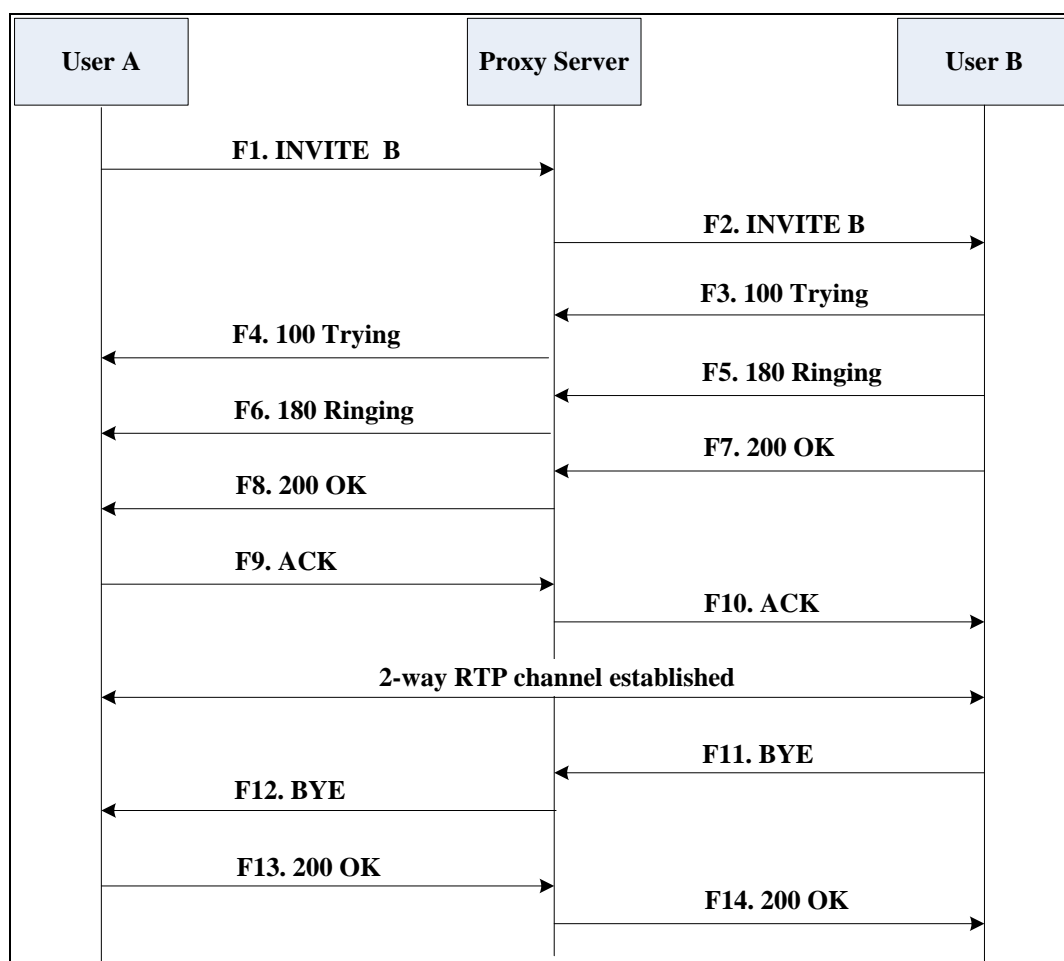 User A
Proxy Server
User B
F1. INVITE  B
F2. INVITE B
F3. 100 Trying
F4. 100 Trying
F5. 180 Ringing
F6. 180 Ringing
F7. 200 OK
F8. 200 OK
F9. ACK
F10. ACK
2-way RTP channel established
F11. BYE
F12. BYE
F13. 200 OK
F14. 200 OK